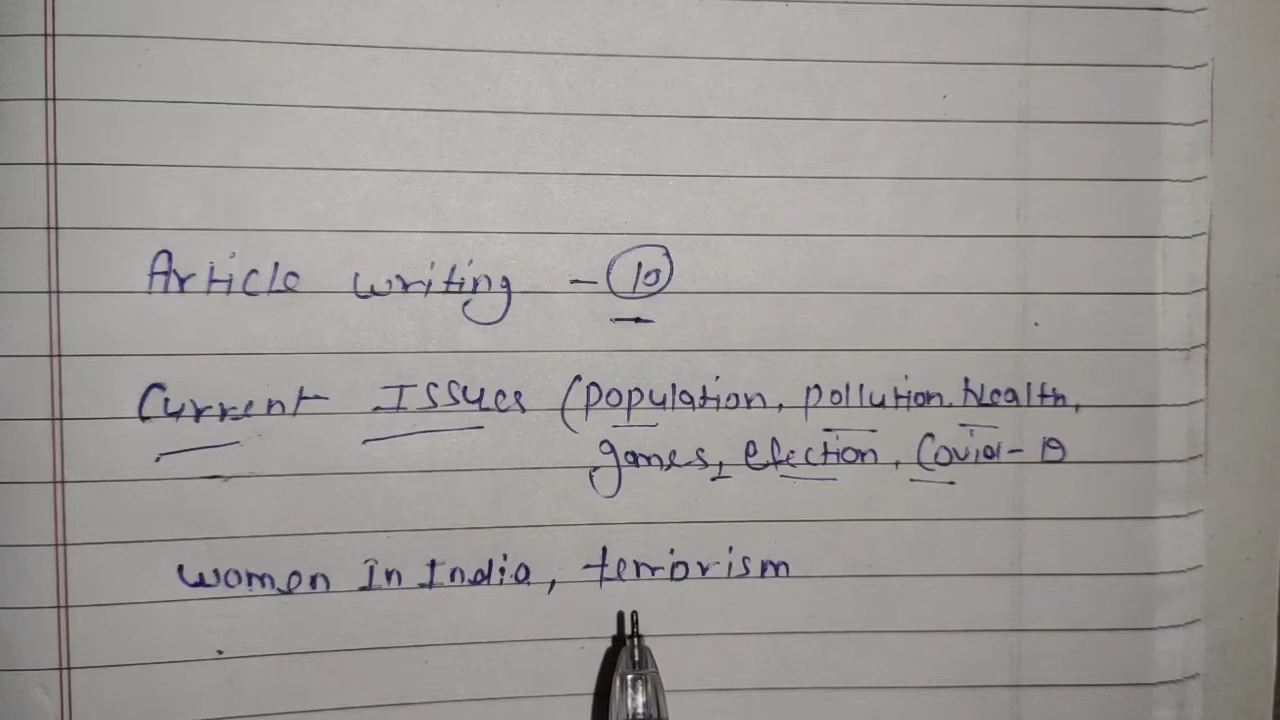 Article writing - 10
Current Issues (population, pollution, Health,
games, election, Covid-19
women In India, terrorism